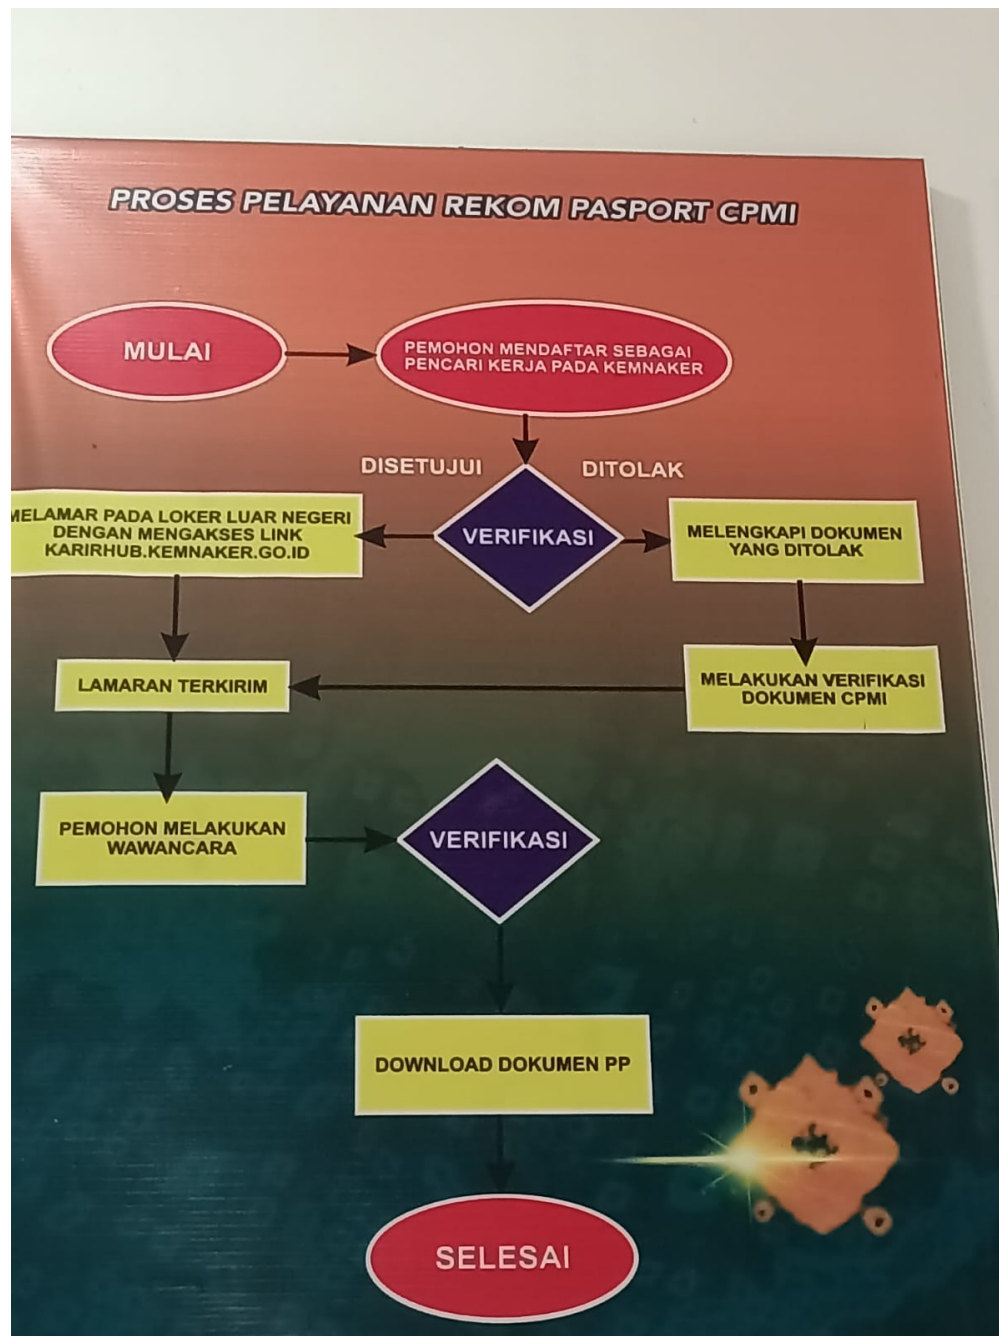 PROSES PELAYANAN REKOM PASPORT CPMI
MULAI
PEMOHON MENDAFTAR SEBAGAI
PENCARI KERJA PADA KEMNAKER
DISETUJUI
DITOLAK
VERIFIKASI
MELAMAR PADA LOKER LUAR NEGERI
DENGAN MENGAKSES LINK
KARIRHUB.KEMNAKER.GO.ID
MELENGKAPI DOKUMEN
YANG DITOLAK
LAMARAN TERKIRIM
MELAKUKAN VERIFIKASI
DOKUMEN CPMI
PEMOHON MELAKUKAN
WAWANCARA
VERIFIKASI
DOWNLOAD DOKUMEN PP
SELESAI